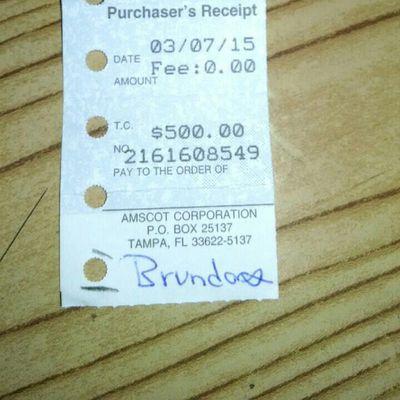 Purchaser's Receipt
DATE 03/07/15
Fee:0.00
AMOUNT
T.C. $500.00
NO. 2161608549
PAY TO THE ORDER OF
AMSCOT CORPORATION
P.O. BOX 25137
TAMPA, FL 33622-5137